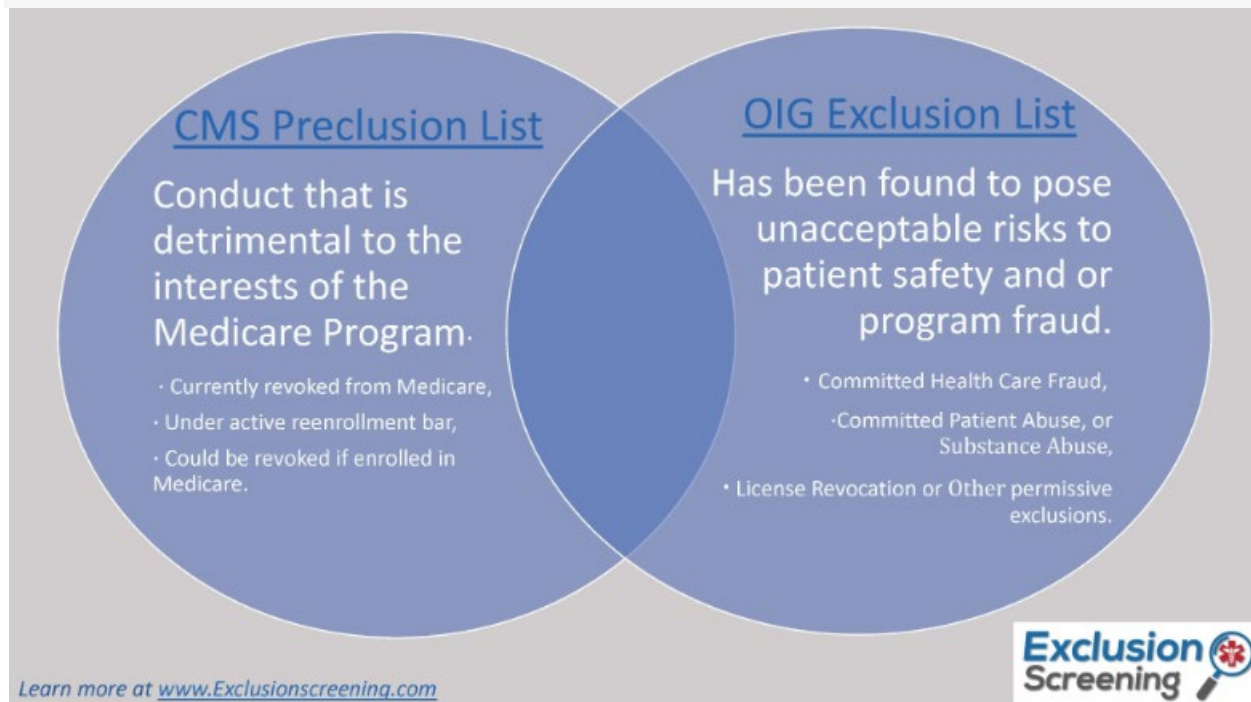 CMS Preclusion List
Conduct that is
detrimental to the
interests of the
Medicare Program.
· Currently revoked from Medicare,
· Under active reenrollment bar,
· Could be revoked if enrolled in
Medicare.
OIG Exclusion List
Has been found to pose
unacceptable risks to
patient safety and or
program fraud.
· Committed Health Care Fraud,
·Committed Patient Abuse, or
Substance Abuse,
· License Revocation or Other permissive
exclusions.
Learn more at www.Exclusionscreening.com
Exclusion
Screening